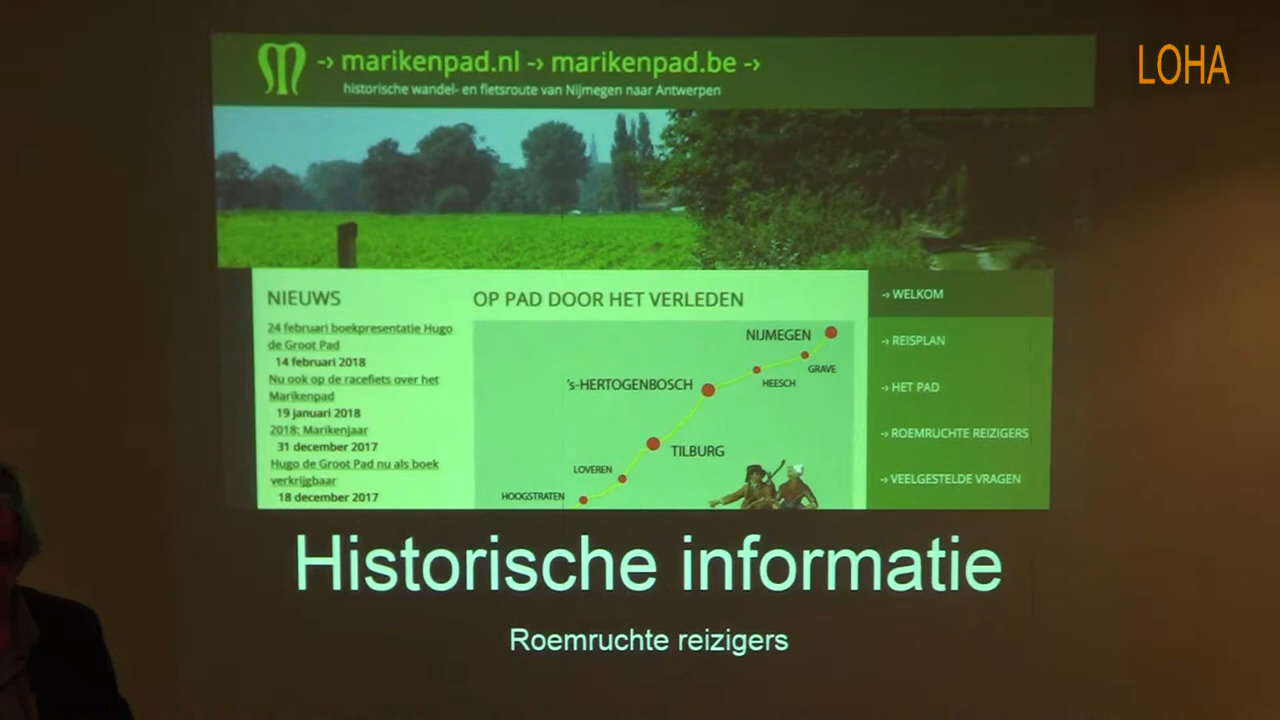 LOHA
-> marikenpad.nl -> marikenpad.be ->
historische wandel- en fietsroute van Nijmegen naar Antwerpen
NIEUWS
24 februari boekpresentatie Hugo
de Groot Pad
14 februari 2018
Nu ook op de racefiets over het
Marikenpad
19 januari 2018
2018: Marikenjaar
31 december 2017
Hugo de Groot Pad nu als boek
verkrijgbaar
18 december 2017
OP PAD DOOR HET VERLEDEN
NIJMEGEN
GRAVE
HEESCH
's-HERTOGENBOSCH
TILBURG
LOVEREN
HOOGSTRATEN
-> WELKOM
-> REISPLAN
-> HET PAD
-> ROEMRUCHTE REIZIGERS
-> VEELGESTELDE VRAGEN
Historische informatie
Roemruchte reizigers